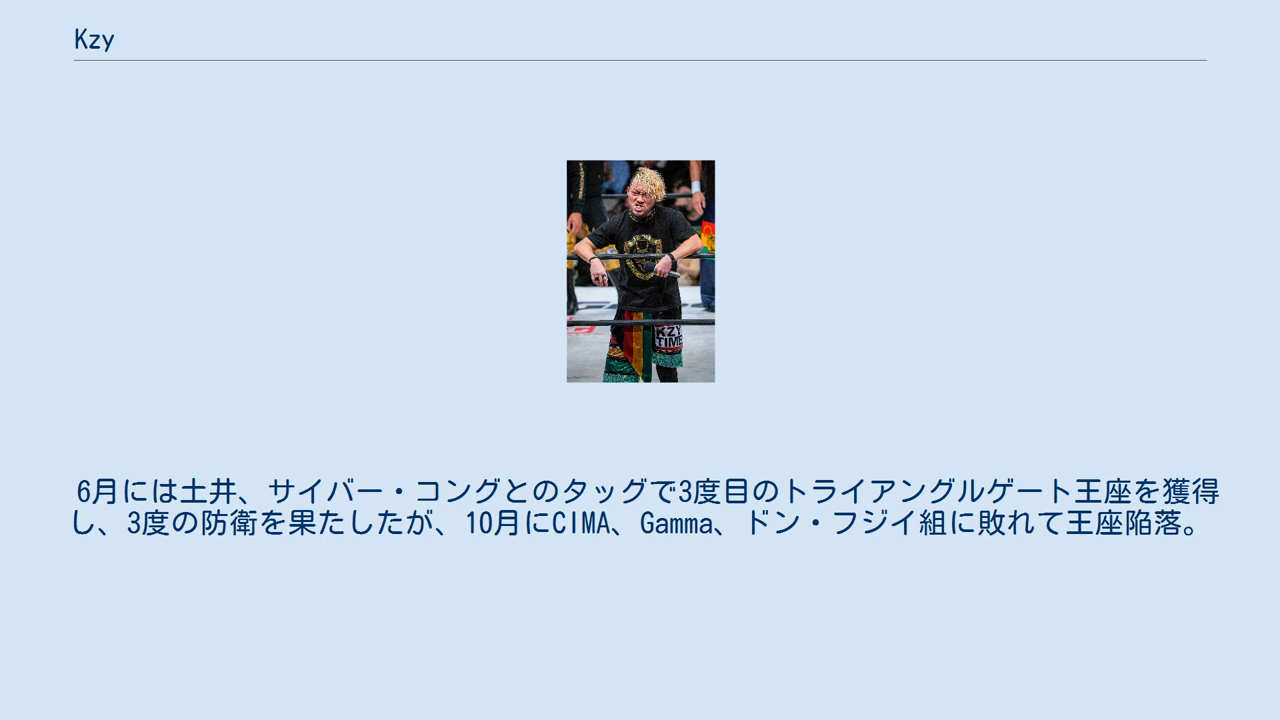 Kzy
KZY
TIME
6月には土井、サイバー・コングとのタッグで3度目のトライアングルゲート王座を獲得
し、3度の防衛を果たしたが、10月にCIMA、Gamma、ドン・フジイ組に敗れて王座陥落。